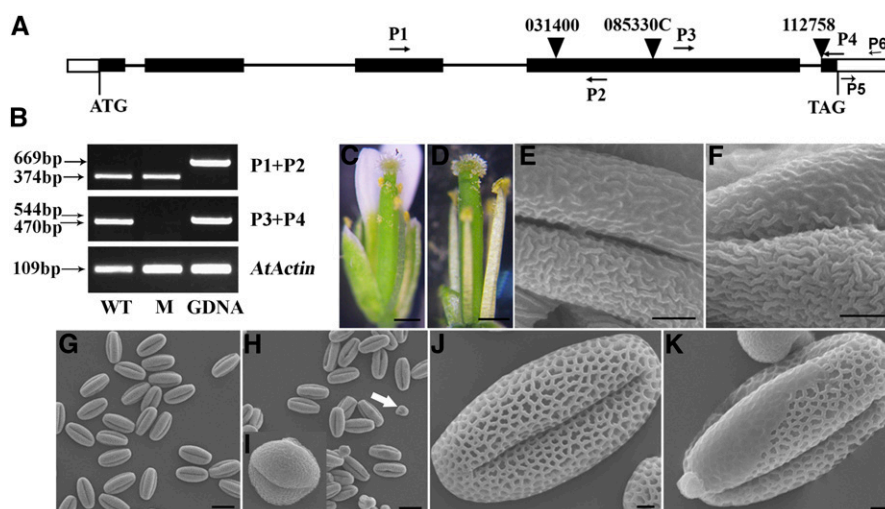 A
P1
031400
085330C
P3
112758
P4
P6
P2
P5
ATG
TAG
B
669bp
374bp
P1+P2
544bp
470bp
P3+P4
109bp
AtActin
WT M GDNA
C
D
E
F
G
H
I
J
K